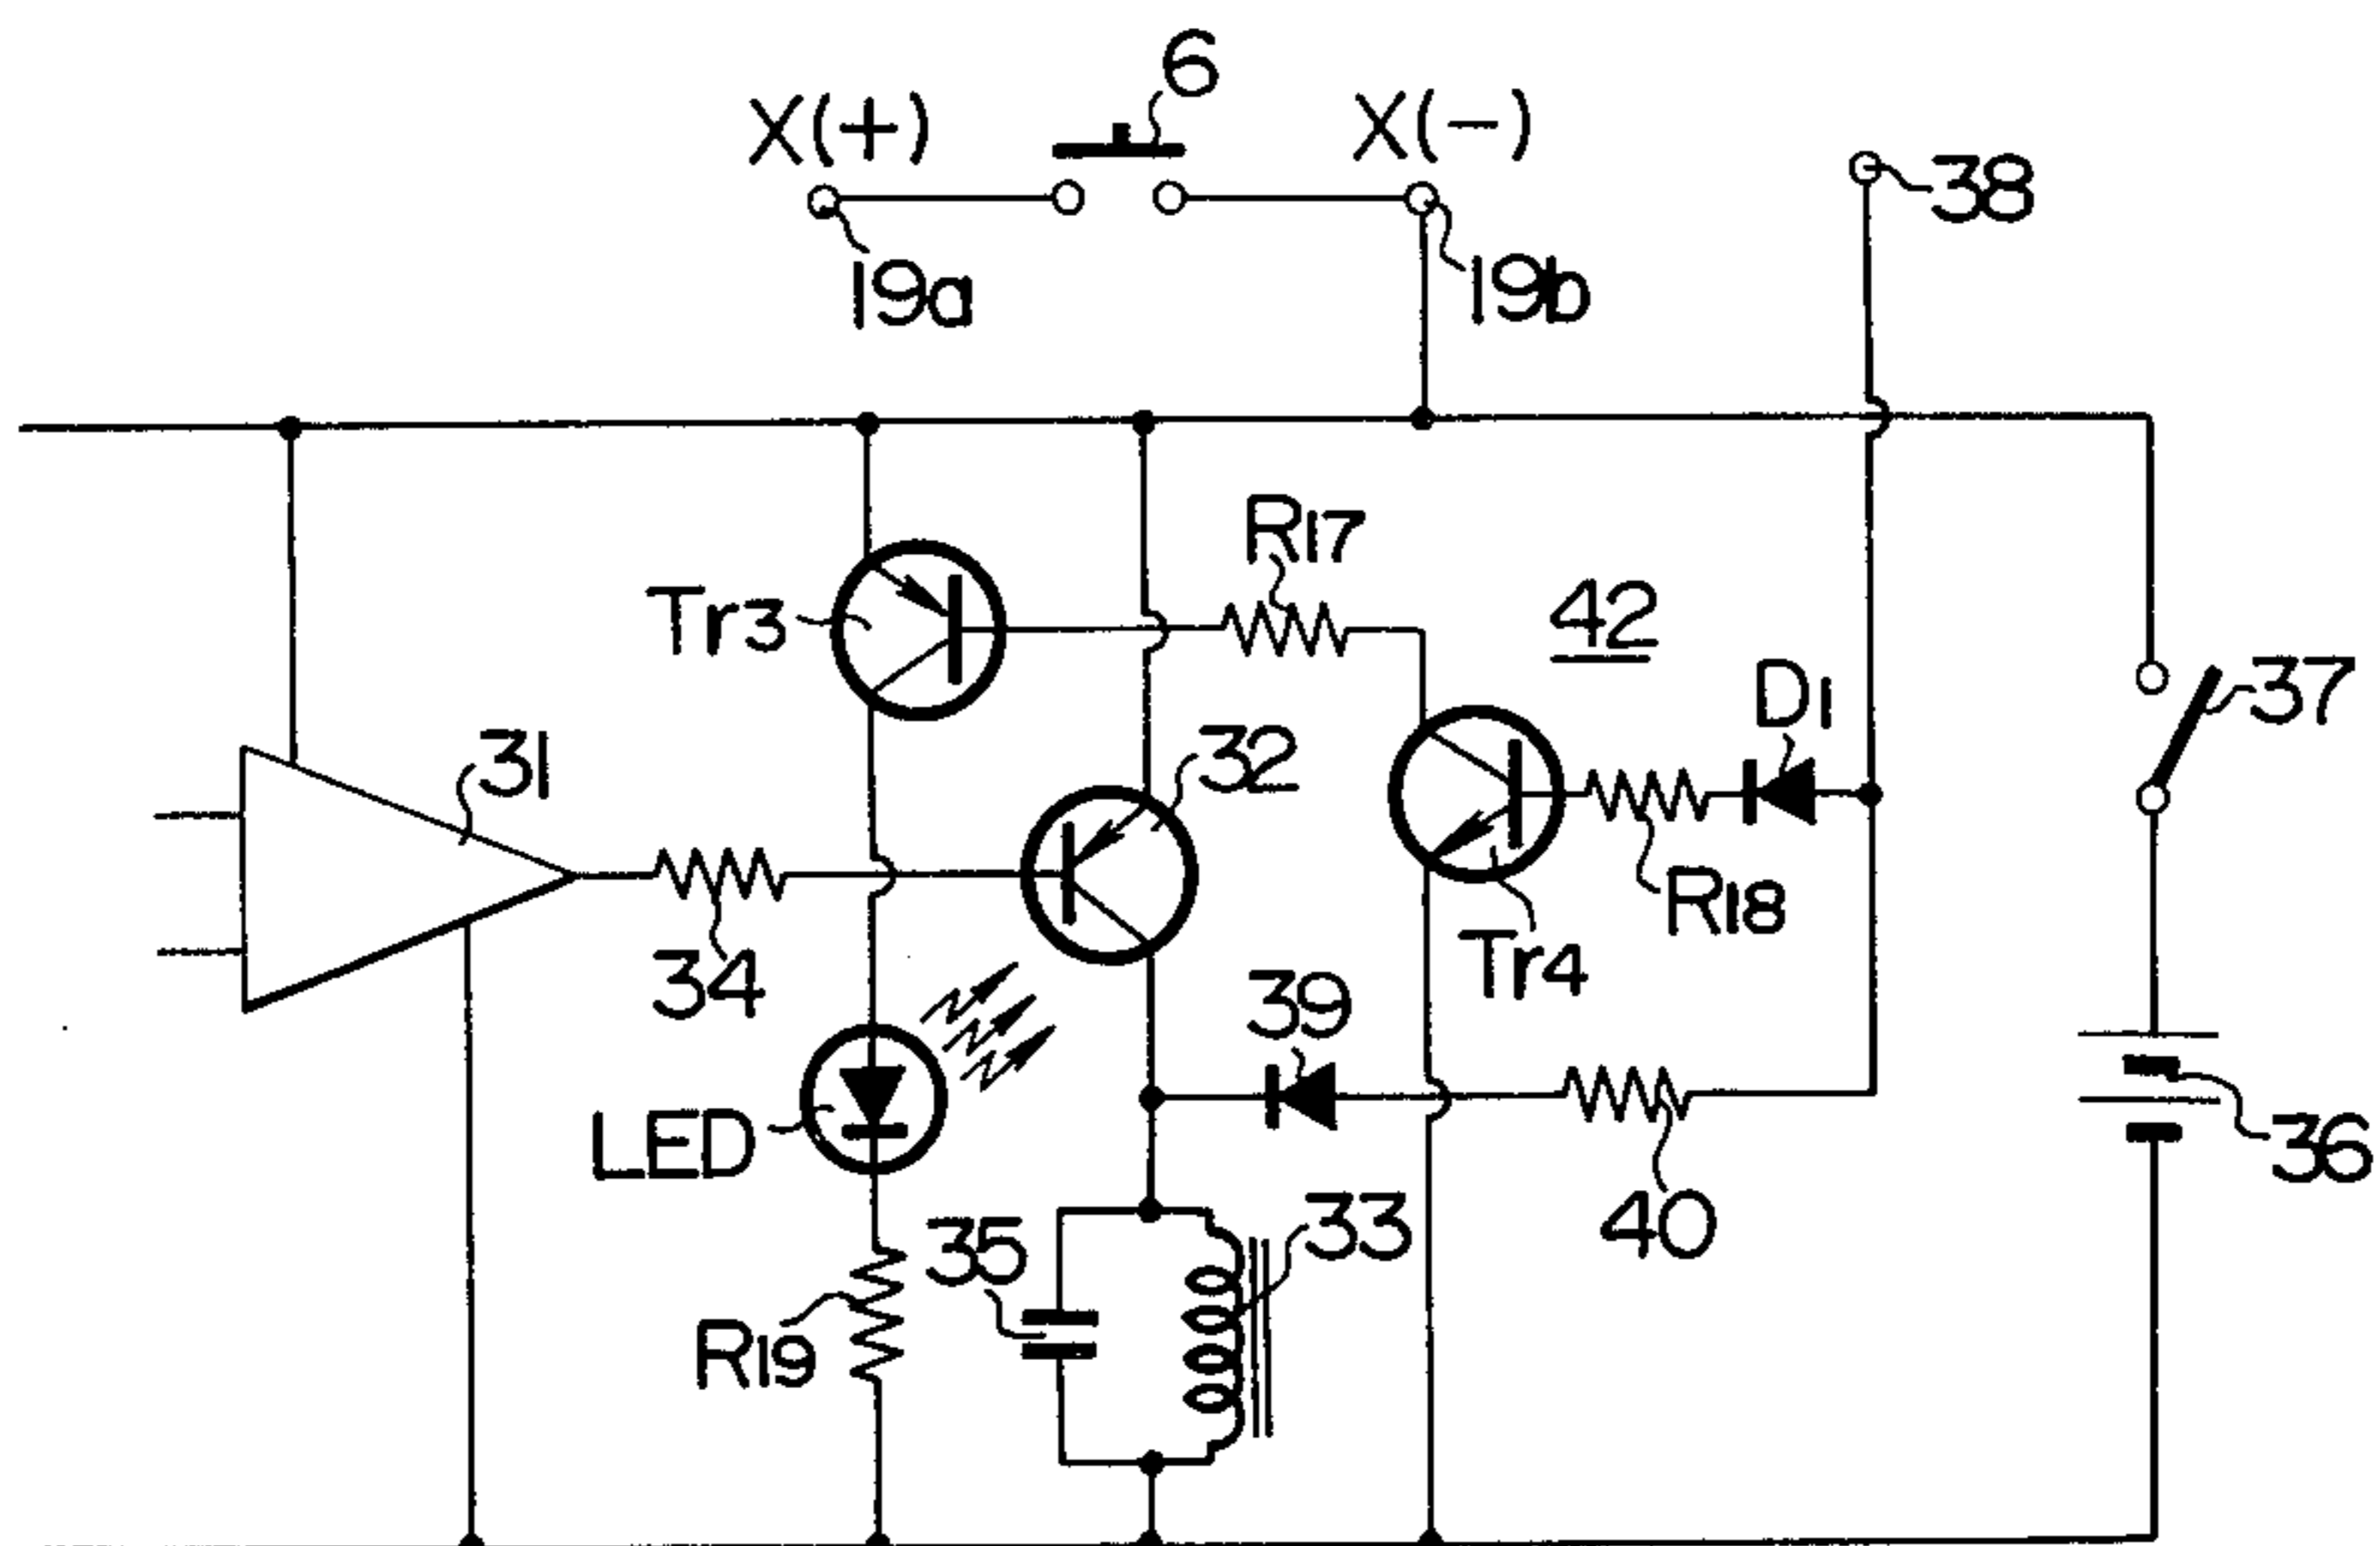 6
X(+)
X(-)
38
19a
19b
R17
Tr3
42
D1
37
31
32
R18
34
Tr4
39
LED
36
33
40
35
R19